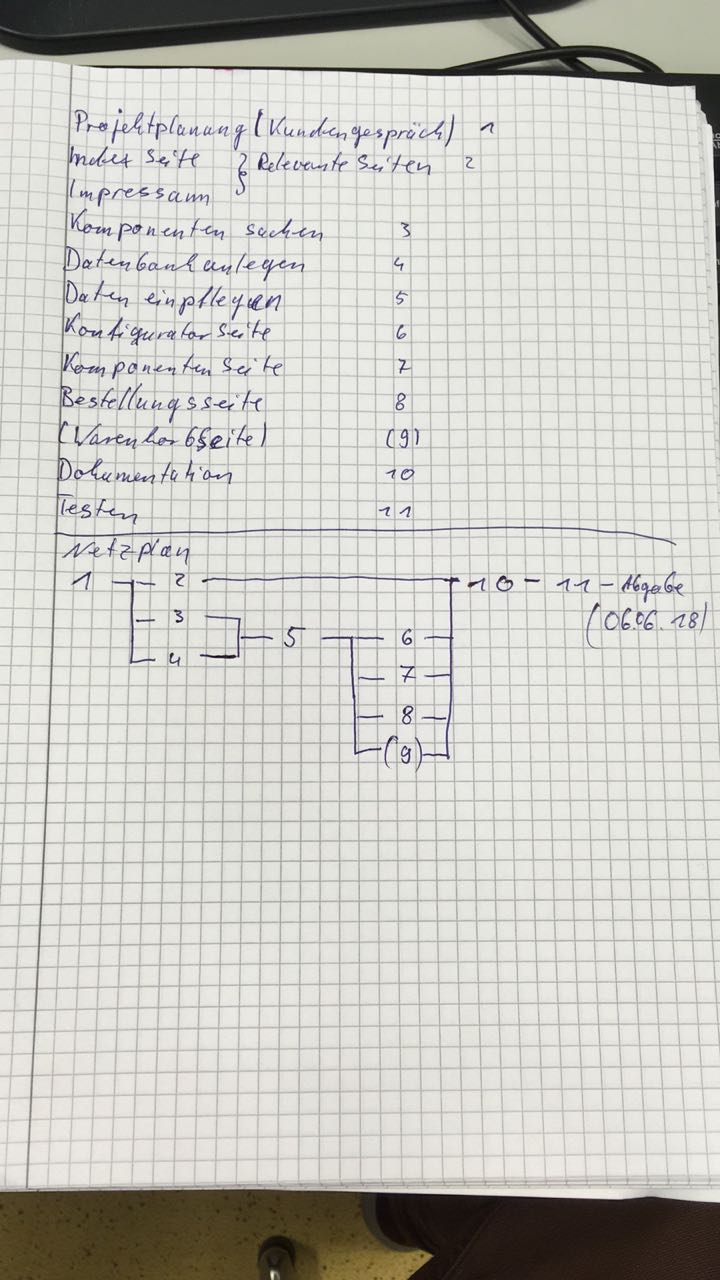 Projektplanung (Kundengespräch) 1
Index Seite } Relevante Seiten 2
Impressum
Komponenten suchen 3
Datenbank anlegen 4
Daten einpflegen 5
Konfigurator Seite 6
Komponenten Seite 7
Bestellungsseite 8
(Warenkorbseite) (9)
Dokumentation 10
Testen 11
Netzplan
1 2 10 - 11 - Abgabe
3 (06.06.18)
5 6
4
7
8
(9)